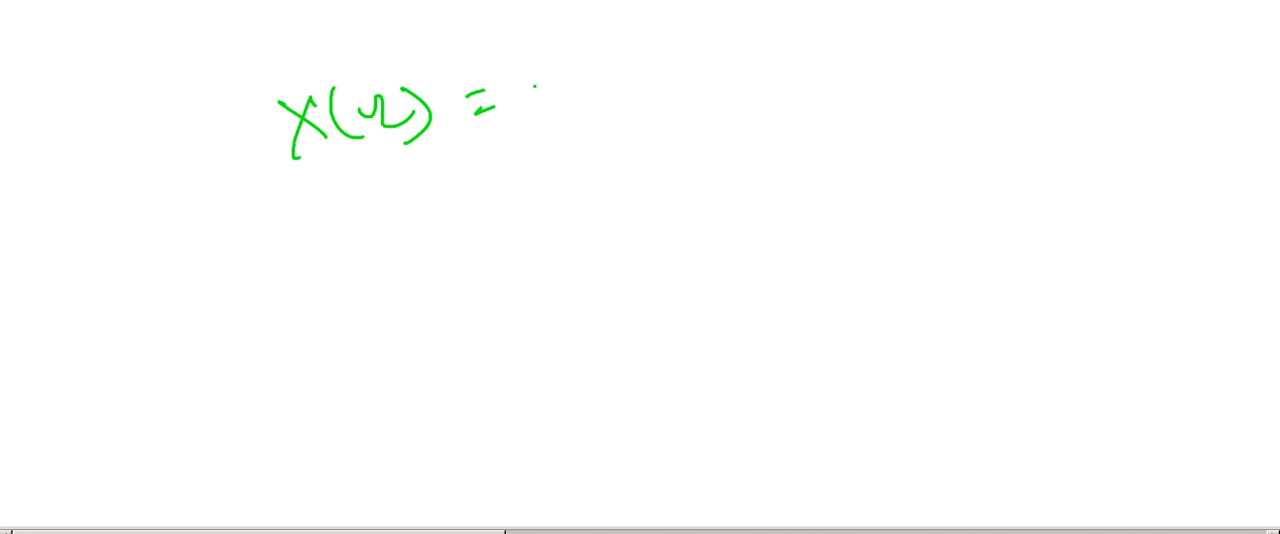 x(n) =